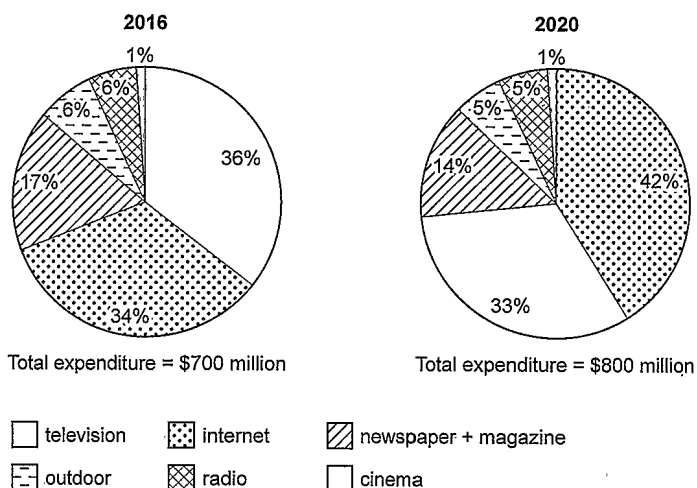 2016
1%
6%
6%
36%
17%
34%
Total expenditure = $700 million
2020
1%
5%
5%
14%
42%
33%
Total expenditure = $800 million
television
internet
newspaper + magazine
outdoor
radio
cinema